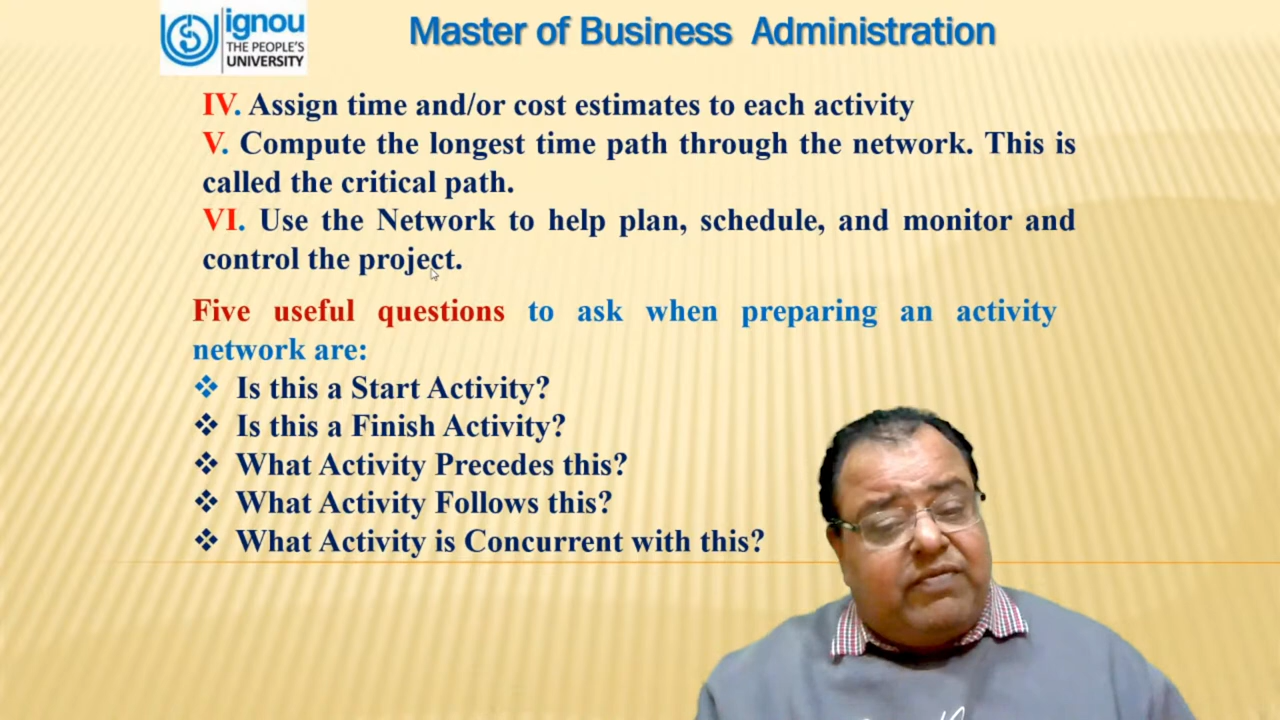 ignou
THE PEOPLE'S
UNIVERSITY
Master of Business Administration
IV. Assign time and/or cost estimates to each activity
V. Compute the longest time path through the network. This is
called the critical path.
VI. Use the Network to help plan, schedule, and monitor and
control the project.
Five useful questions to ask when preparing an activity
network are:
❖ Is this a Start Activity?
❖ Is this a Finish Activity?
❖ What Activity Precedes this?
❖ What Activity Follows this?
❖ What Activity is Concurrent with this?